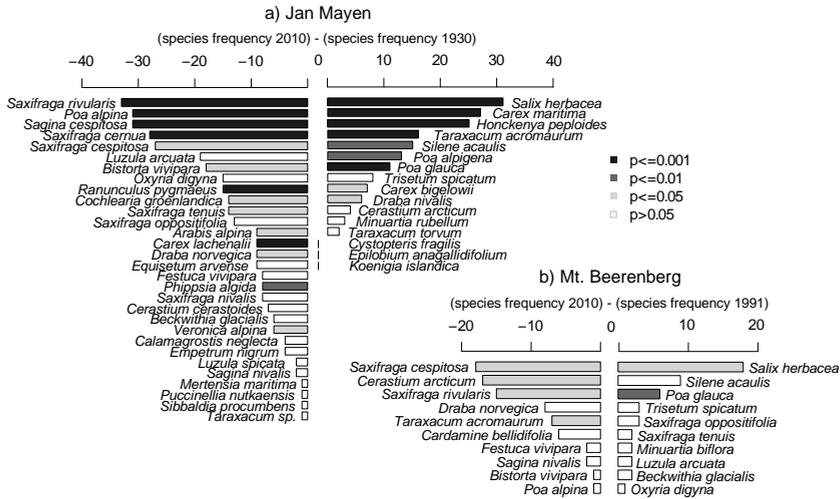 a) Jan Mayen
(species frequency 2010) - (species frequency 1930)
−40 −30 −20 −10 0 10 20 30 40
Saxifraga rivularis
Poa alpina
Sagina cespitosa
Saxifraga cernua
Saxifraga cespitosa
Luzula arcuata
Bistorta vivipara
Oxyria digyna
Ranunculus pygmaeus
Cochlearia groenlandica
Saxifraga tenuis
Saxifraga oppositifolia
Arabis alpina
Carex lachenalii
Draba norvegica
Equisetum arvense
Festuca vivipara
Phippsia algida
Saxifraga nivalis
Cerastium cerastoides
Beckwithia glacialis
Veronica alpina
Calamagrostis neglecta
Empetrum nigrum
Luzula spicata
Sagina nivalis
Mertensia maritima
Puccinellia nutkaensis
Sibbaldia procumbens
Taraxacum sp.
Salix herbacea
Carex maritima
Honckenya peploides
Taraxacum acromaurum
Silene acaulis
Poa alpigena
Poa glauca
Trisetum spicatum
Carex bigelowii
Draba nivalis
Cerastium arcticum
Minuartia rubellum
Taraxacum torvum
Cystopteris fragilis
Epilobium anagallidifolium
Koenigia islandica
p<=0.001
p<=0.01
p<=0.05
p>0.05
b) Mt. Beerenberg
(species frequency 2010) - (species frequency 1991)
−20 −10 0 0 10 20
Saxifraga cespitosa
Cerastium arcticum
Saxifraga rivularis
Draba norvegica
Taraxacum acromaurum
Cardamine bellidifolia
Festuca vivipara
Sagina nivalis
Bistorta vivipara
Poa alpina
Salix herbacea
Silene acaulis
Poa glauca
Trisetum spicatum
Saxifraga oppositifolia
Saxifraga tenuis
Minuartia biflora
Luzula arcuata
Beckwithia glacialis
Oxyria digyna